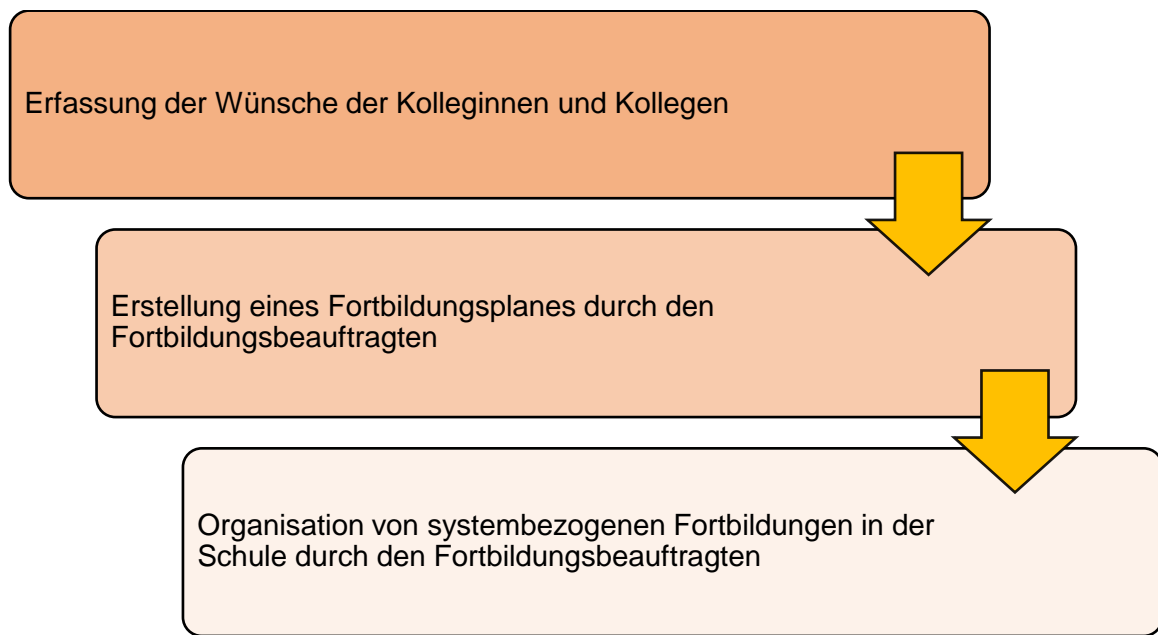 Erfassung der Wünsche der Kolleginnen und Kollegen
Erstellung eines Fortbildungsplanes durch den
Fortbildungsbeauftragten
Organisation von systembezogenen Fortbildungen in der
Schule durch den Fortbildungsbeauftragten